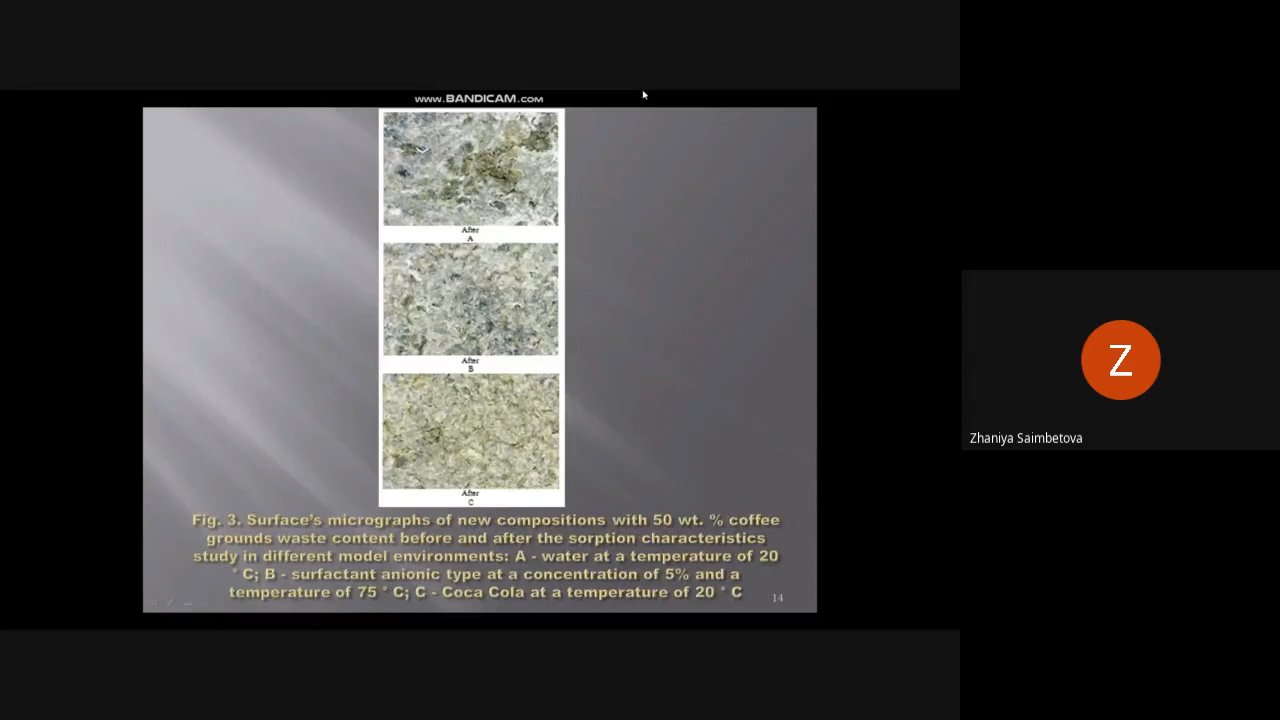 www.BANDICAM.com
After
A
After
B
After
C
Fig. 3. Surface's micrographs of new compositions with 50 wt. % coffee
grounds waste content before and after the sorption characteristics
study in different model environments: A - water at a temperature of 20
° C; B - surfactant anionic type at a concentration of 5% and a
temperature of 75 ° C; C - Coca Cola at a temperature of 20 ° C
14
Z
Zhaniya Saimbetova